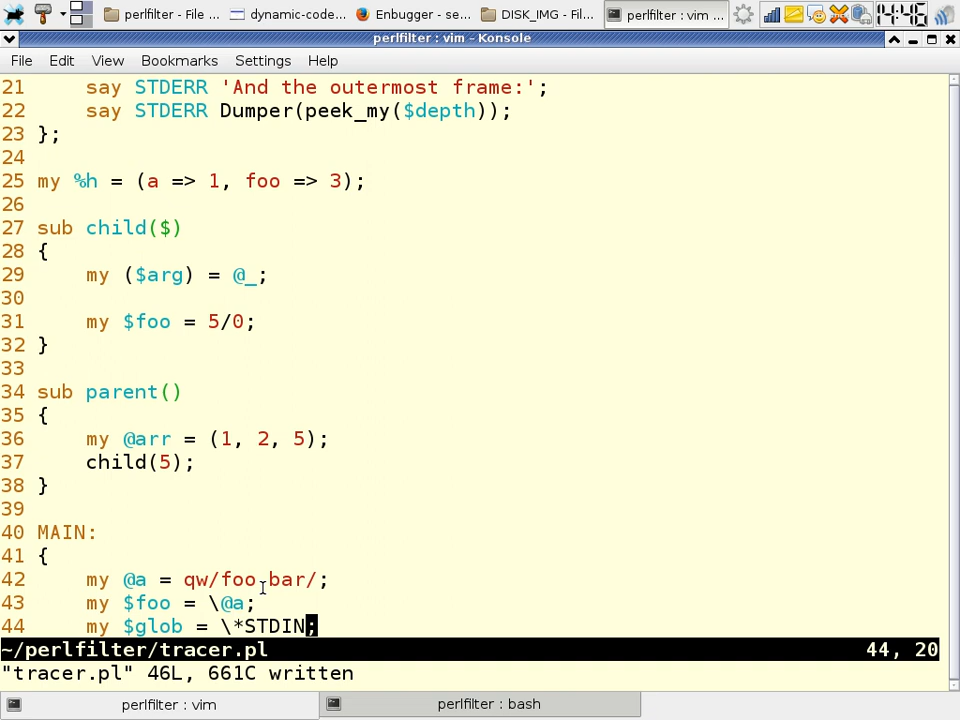 perlfilter - File ...
dynamic-code...
Enbugger - se...
DISK_IMG - Fil...
perlfilter : vim ...
14:46
perlfilter : vim – Konsole
File Edit View Bookmarks Settings Help
21     say STDERR 'And the outermost frame:';
22     say STDERR Dumper(peek_my($depth));
23 };
24
25 my %h = (a => 1, foo => 3);
26
27 sub child($)
28 {
29     my ($arg) = @_;
30
31     my $foo = 5/0;
32 }
33
34 sub parent()
35 {
36     my @arr = (1, 2, 5);
37     child(5);
38 }
39
40 MAIN:
41 {
42     my @a = qw/foo bar/;
43     my $foo = \@a;
44     my $glob = \*STDIN;
~/perlfilter/tracer.pl 44, 20
"tracer.pl" 46L, 661C written
perlfilter : vim
perlfilter : bash